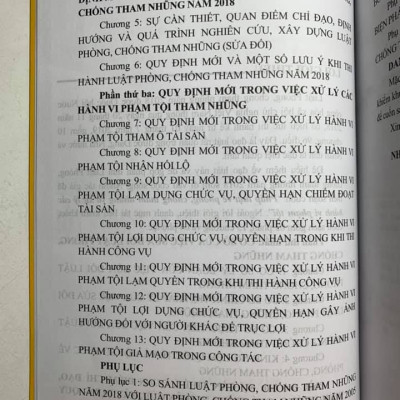 CHỐNG THAM NHŨNG NĂM 2018
Chương 5: SỰ CẦN THIẾT, QUAN ĐIỂM CHỈ ĐẠO, ĐỊNH
HƯỚNG VÀ QUÁ TRÌNH NGHIÊN CỨU, XÂY DỰNG LUẬT
PHÒNG, CHỐNG THAM NHŨNG (SỬA ĐỔI)
Chương 6: QUY ĐỊNH MỚI VÀ MỘT SỐ LƯU Ý KHI THI
HÀNH LUẬT PHÒNG, CHỐNG THAM NHŨNG NĂM 2018
Phần thứ ba: QUY ĐỊNH MỚI TRONG VIỆC XỬ LÝ CÁC
HÀNH VI PHẠM TỘI THAM NHŨNG
Chương 7: QUY ĐỊNH MỚI TRONG VIỆC XỬ LÝ HÀNH VI
PHẠM TỘI THAM Ô TÀI SẢN
Chương 8: QUY ĐỊNH MỚI TRONG VIỆC XỬ LÝ HÀNH VI
PHẠM TỘI NHẬN HỐI LỘ
Chương 9: QUY ĐỊNH MỚI TRONG VIỆC XỬ LÝ HÀNH VI
PHẠM TỘI LẠM DỤNG CHỨC VỤ, QUYỀN HẠN CHIẾM ĐOẠT
TÀI SẢN
Chương 10: QUY ĐỊNH MỚI TRONG VIỆC XỬ LÝ HÀNH VI
PHẠM TỘI LỢI DỤNG CHỨC VỤ, QUYỀN HẠN TRONG KHI THI
HÀNH CÔNG VỤ
Chương 11: QUY ĐỊNH MỚI TRONG VIỆC XỬ LÝ HÀNH VI
PHẠM TỘI LẠM QUYỀN TRONG KHI THI HÀNH CÔNG VỤ
Chương 12: QUY ĐỊNH MỚI TRONG VIỆC XỬ LÝ HÀNH VI
PHẠM TỘI LỢI DỤNG CHỨC VỤ, QUYỀN HẠN GÂY ẢNH
HƯỞNG ĐỐI VỚI NGƯỜI KHÁC ĐỂ TRỤC LỢI
Chương 13: QUY ĐỊNH MỚI TRONG VIỆC XỬ LÝ HÀNH VI
PHẠM TỘI GIẢ MẠO TRONG CÔNG TÁC
PHỤ LỤC
Phụ lục 1: SO SÁNH LUẬT PHÒNG, CHỐNG THAM NHŨNG
NĂM 2018 VỚI LUẬT PHÒNG, CHỐNG THAM NHŨNG NĂM 2005